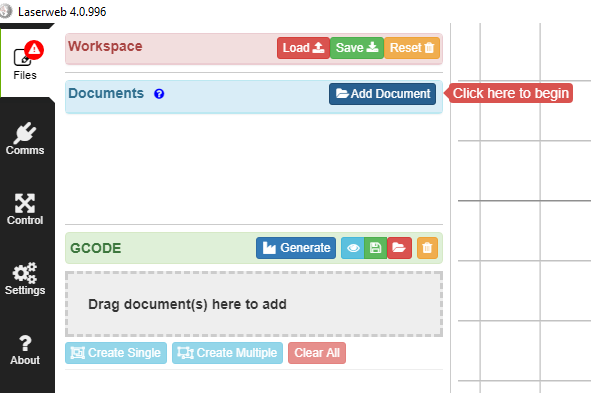 Laserweb 4.0.996
Files
Comms
Control
Settings
About
Workspace
Load Save Reset
Documents
Add Document
Click here to begin
GCODE
Generate
Drag document(s) here to add
Create Single Create Multiple Clear All